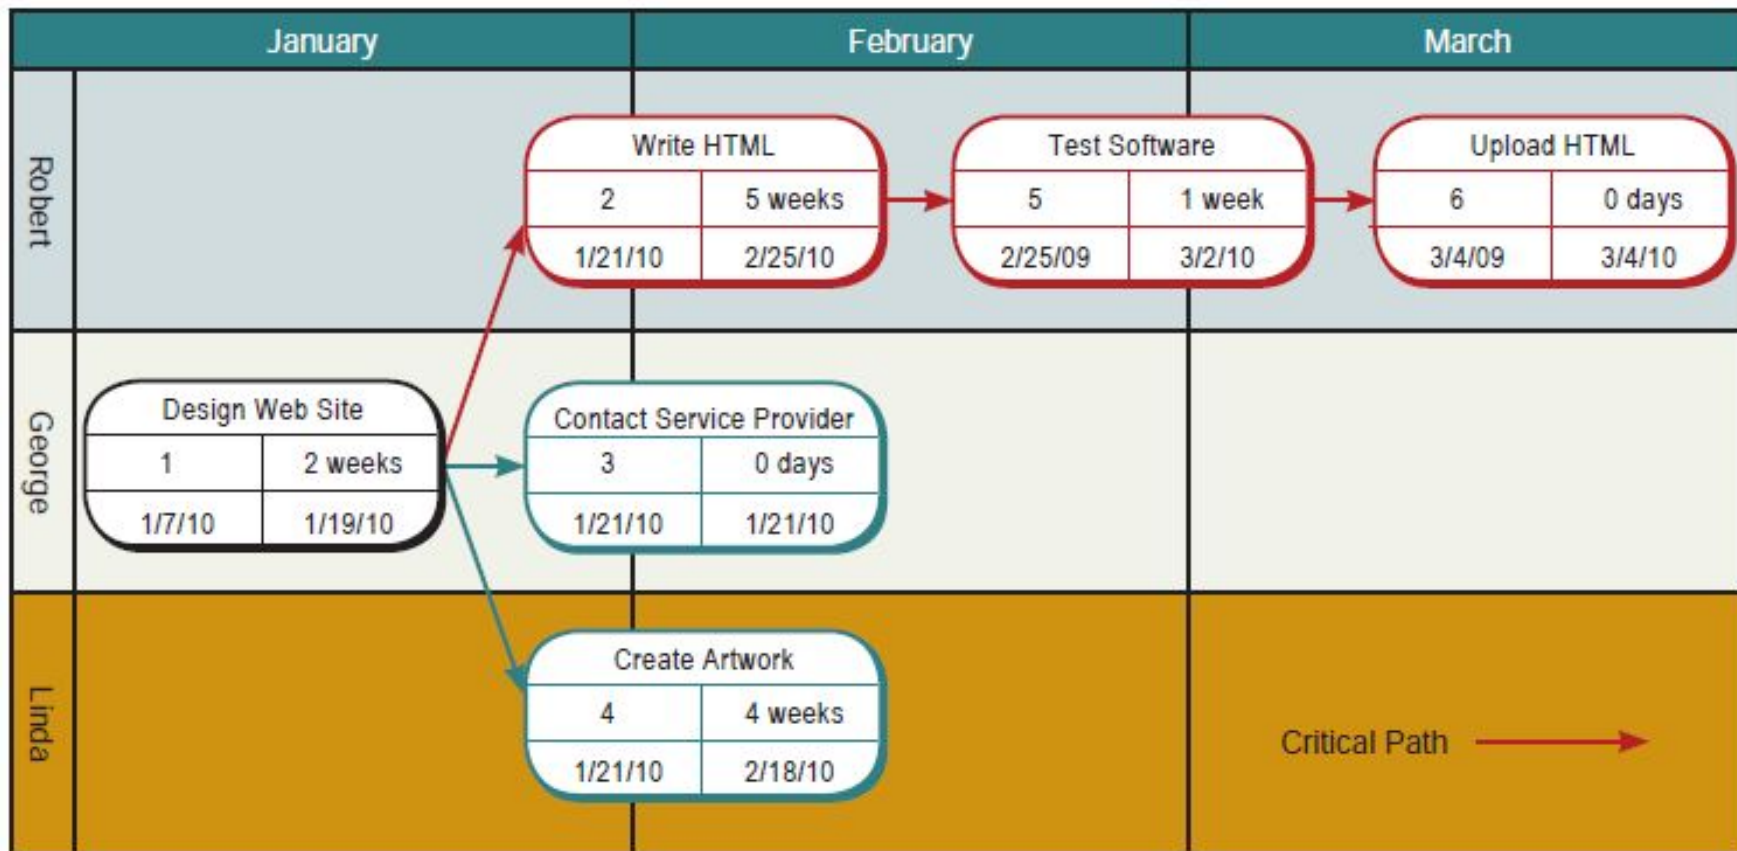 January February March
Robert
Write HTML
2 5 weeks
1/21/10 2/25/10
Test Software
5 1 week
2/25/09 3/2/10
Upload HTML
6 0 days
3/4/09 3/4/10
George
Design Web Site
1 2 weeks
1/7/10 1/19/10
Contact Service Provider
3 0 days
1/21/10 1/21/10
Linda
Create Artwork
4 4 weeks
1/21/10 2/18/10
Critical Path